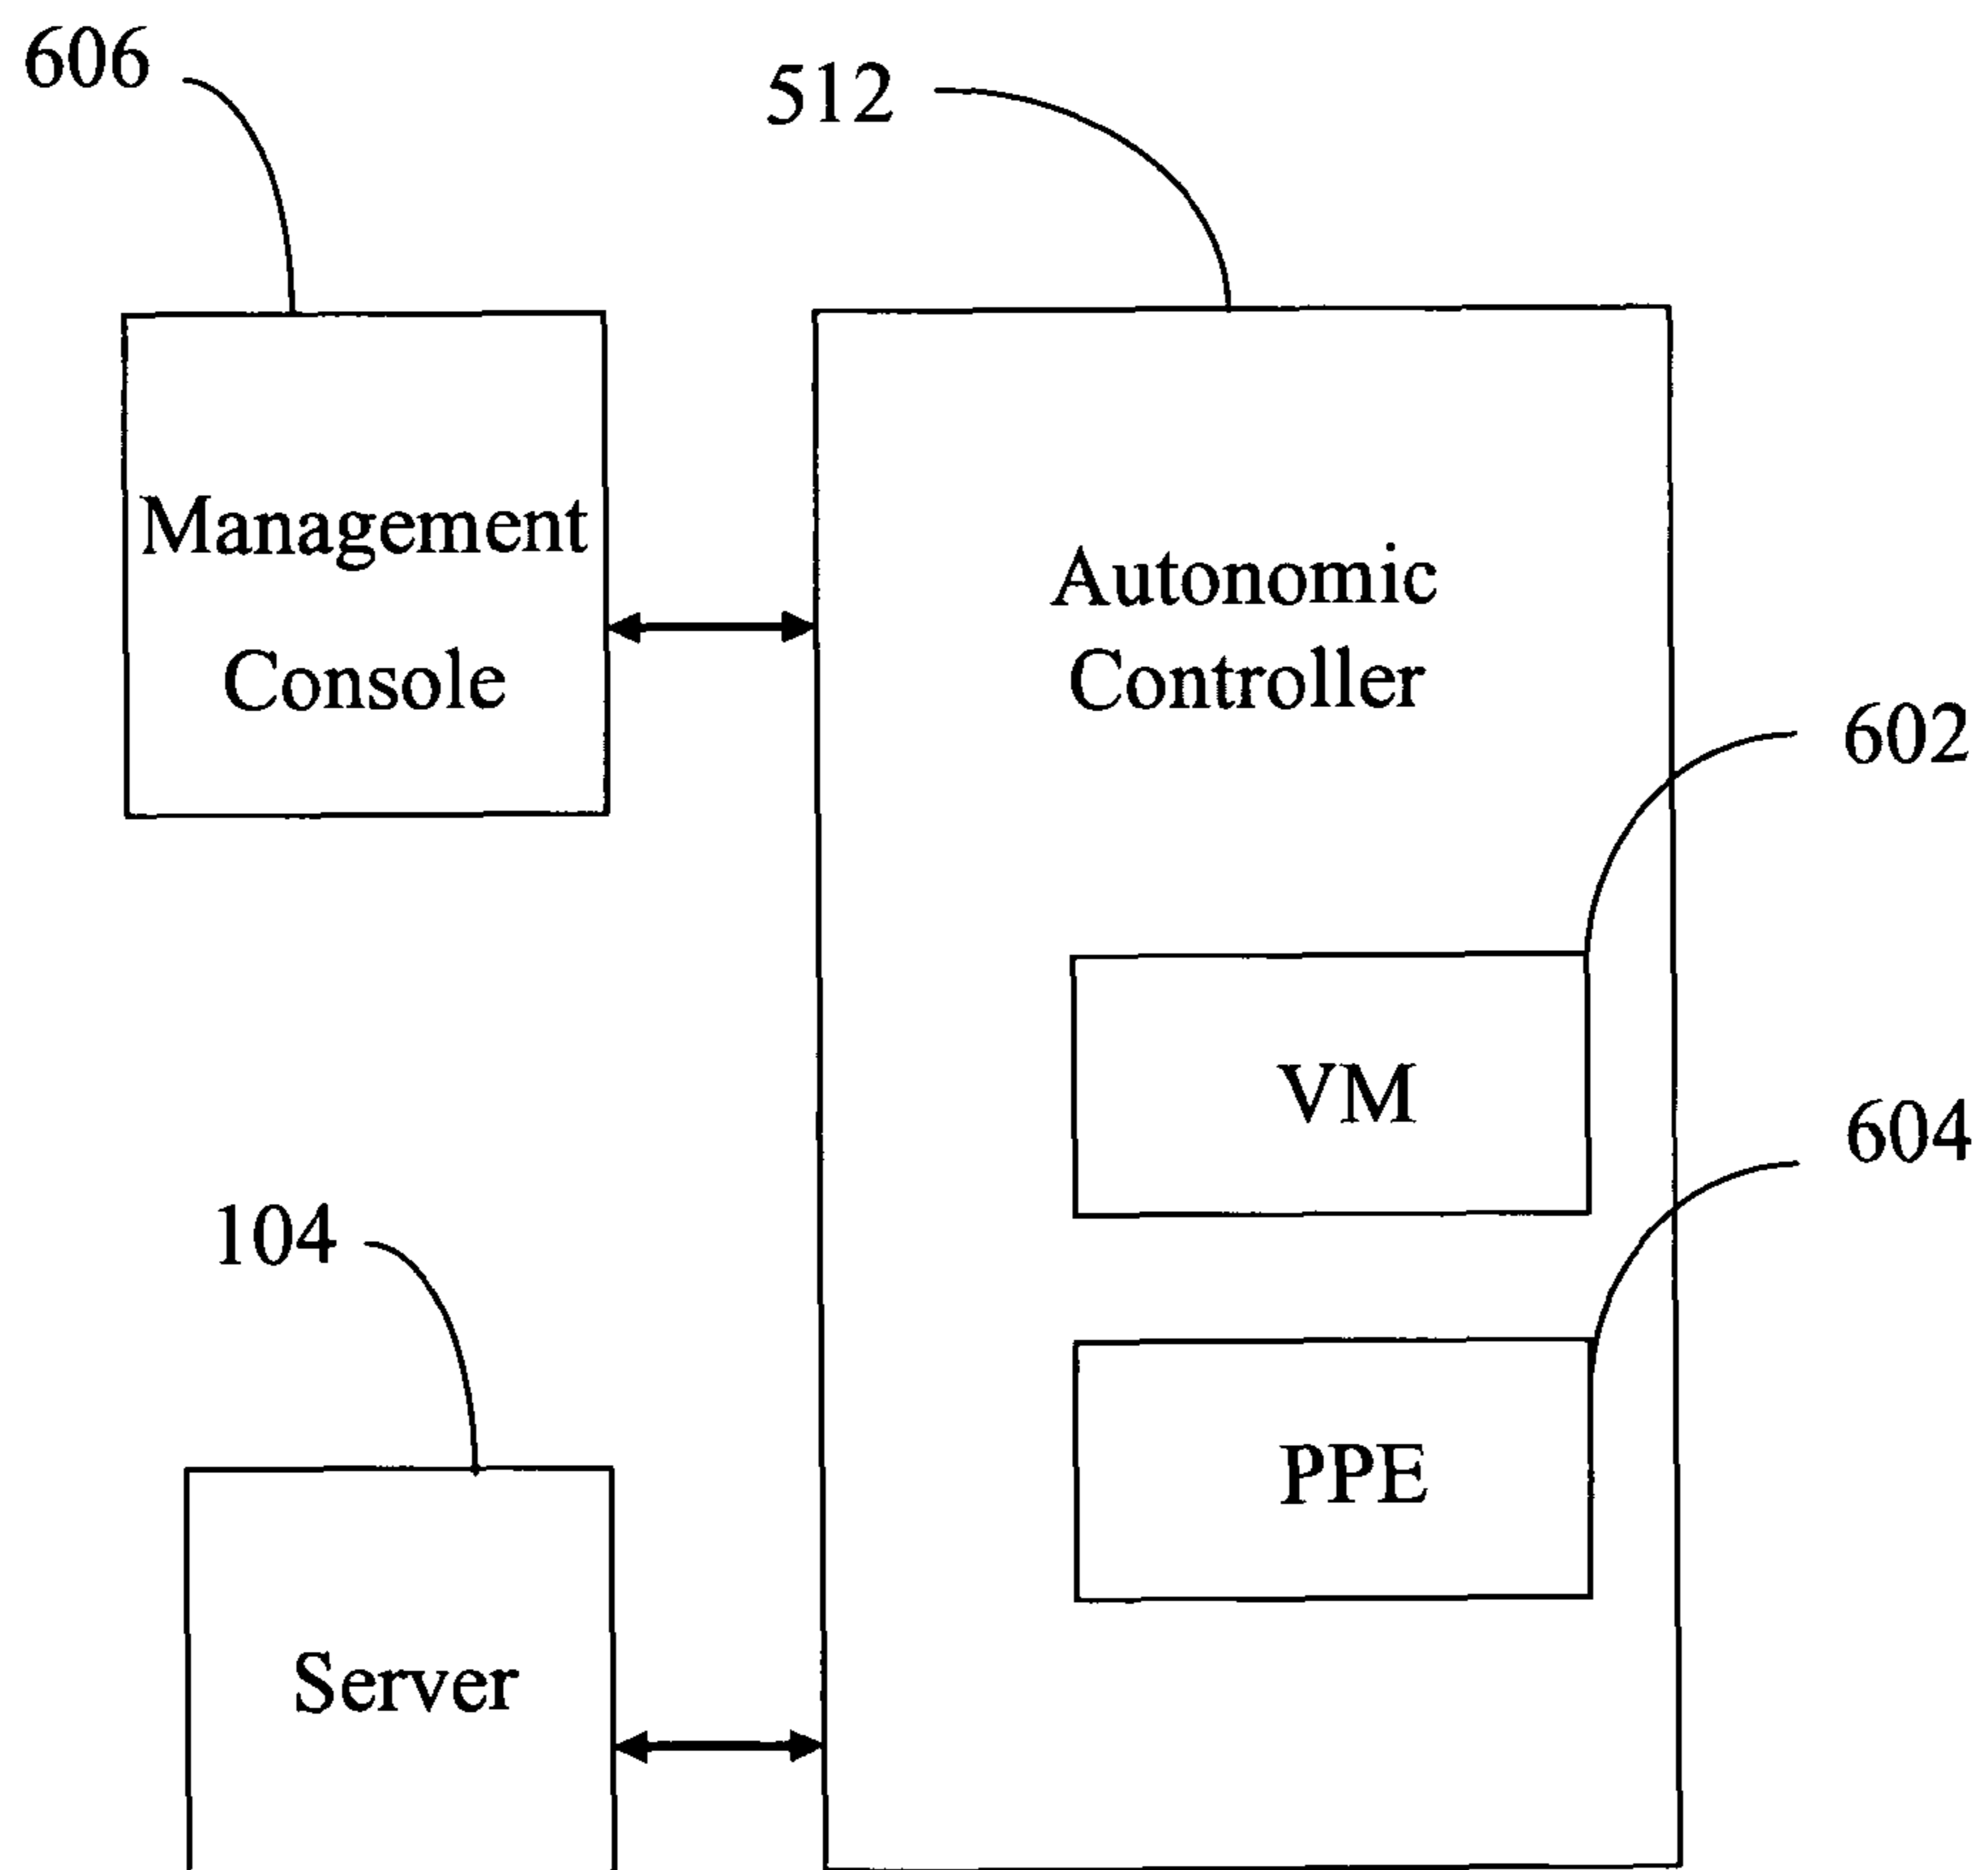 606
512
Management
Console
Autonomic
Controller
602
VM
604
104
PPE
Server